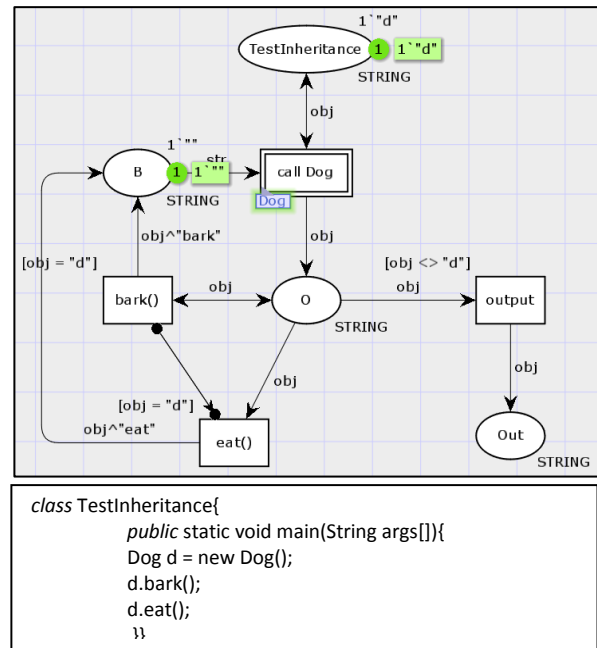 1`"d"
TestInheritance
1
1`"d"
STRING
obj
1`""
B
1
1`""
str
call Dog
Dog
STRING
obj^"bark"
obj
[obj = "d"]
[obj <> "d"]
bark()
obj
O
obj
output
STRING
obj
obj
[obj = "d"]
obj^"eat"
eat()
Out
STRING
class TestInheritance{
public static void main(String args[]){
Dog d = new Dog();
d.bark();
d.eat();
}}